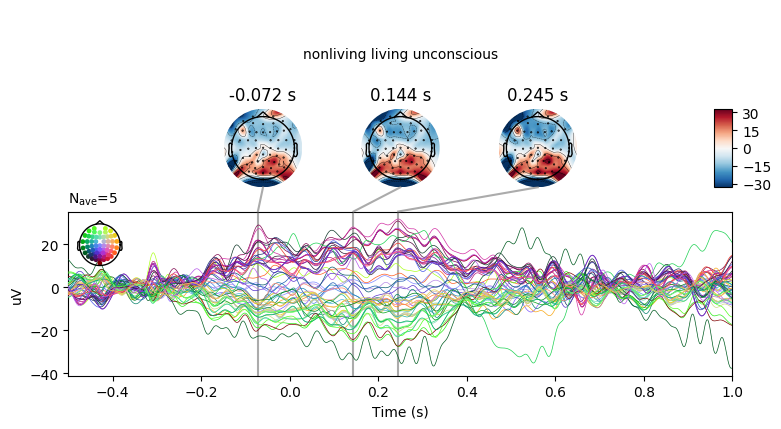 nonliving living unconscious
-0.072 s 0.144 s 0.245 s
30
15
0
−15
−30
Nave=5
20
0
−20
−40
uV
−0.4 −0.2 0.0 0.2 0.4 0.6 0.8 1.0
Time (s)